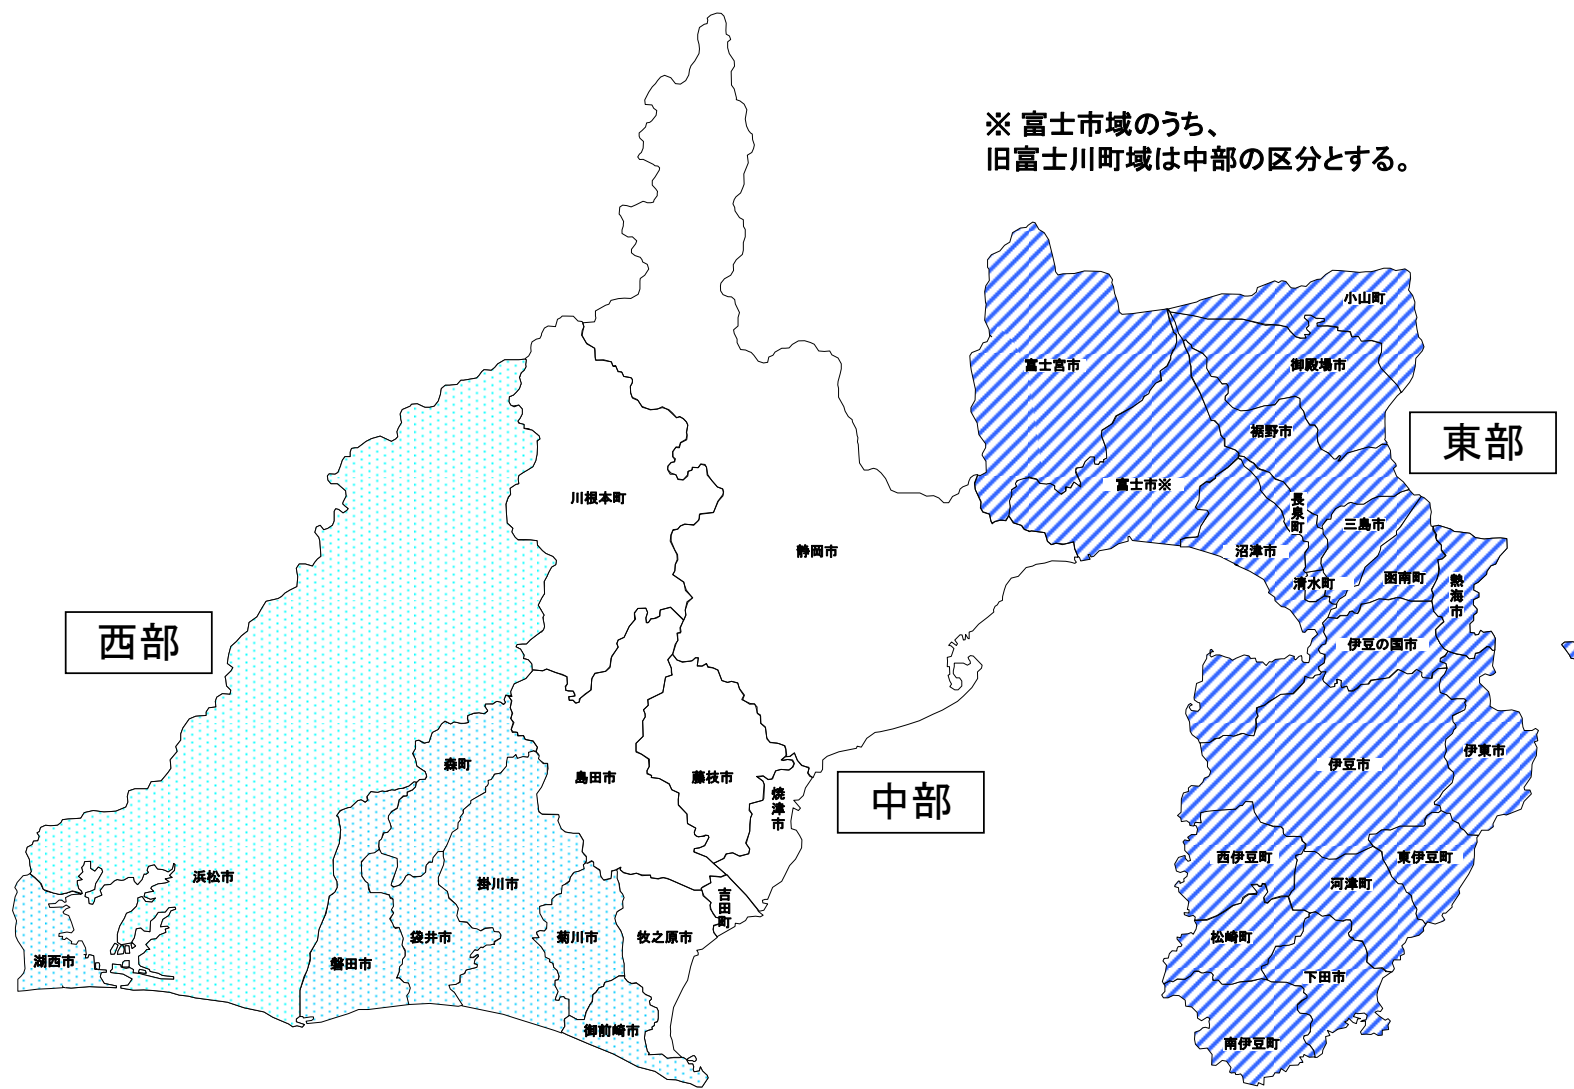 ※ 富士市域のうち、
旧富士川町域は中部の区分とする。
小山町
富士宮市
御殿場市
裾野市
東部
富士市※
川根本町
長泉町
三島市
静岡市
沼津市
清水町
函南町
熱海市
西部
伊豆の国市
森町
島田市
藤枝市
焼津市
中部
伊豆市
伊東市
浜松市
掛川市
吉田町
西伊豆町
河津町
東伊豆町
湖西市
磐田市
袋井市
菊川市
牧之原市
松崎町
下田市
御前崎市
南伊豆町